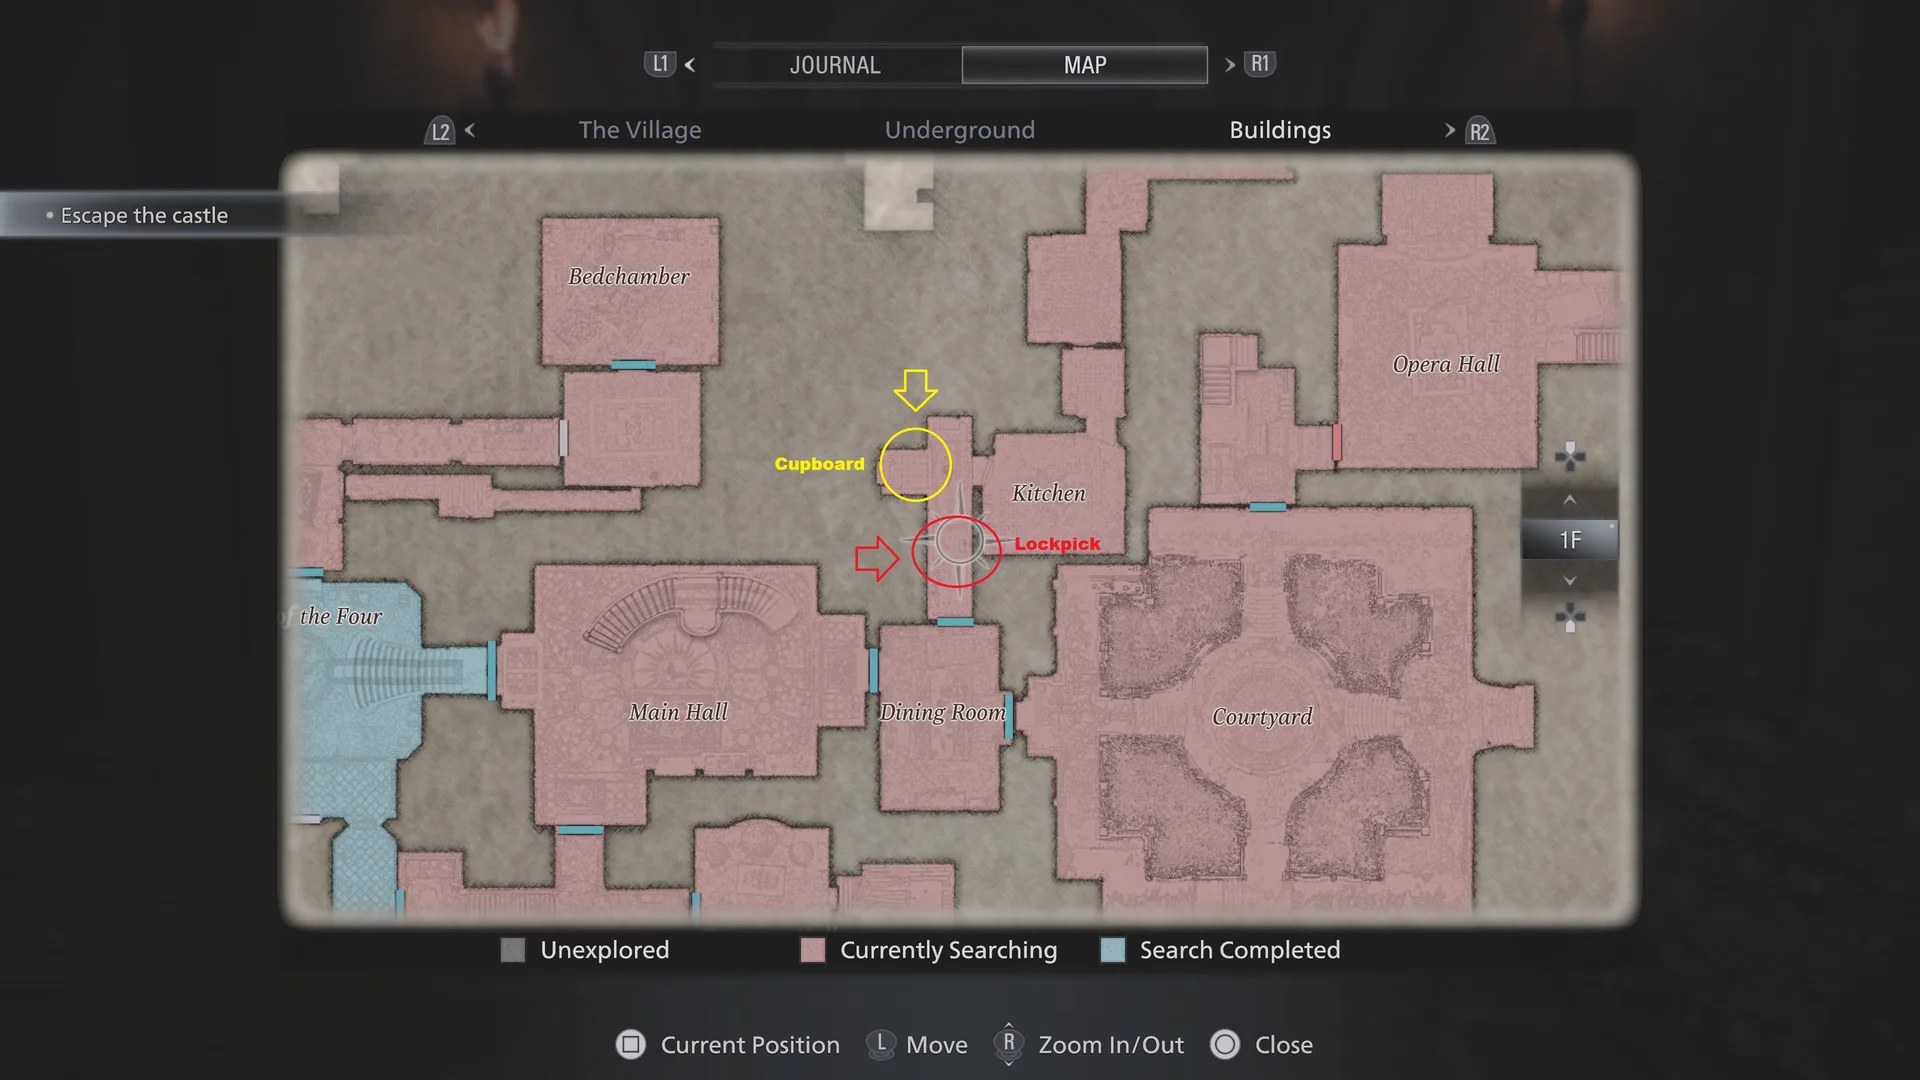 L1 JOURNAL MAP R1
L2 The Village Underground Buildings R2
• Escape the castle
Bedchamber
Opera Hall
Cupboard
Kitchen
Lockpick
1F
of the Four
Main Hall
Dining Room
Courtyard
Unexplored Currently Searching Search Completed
Current Position L Move R Zoom In/Out Close